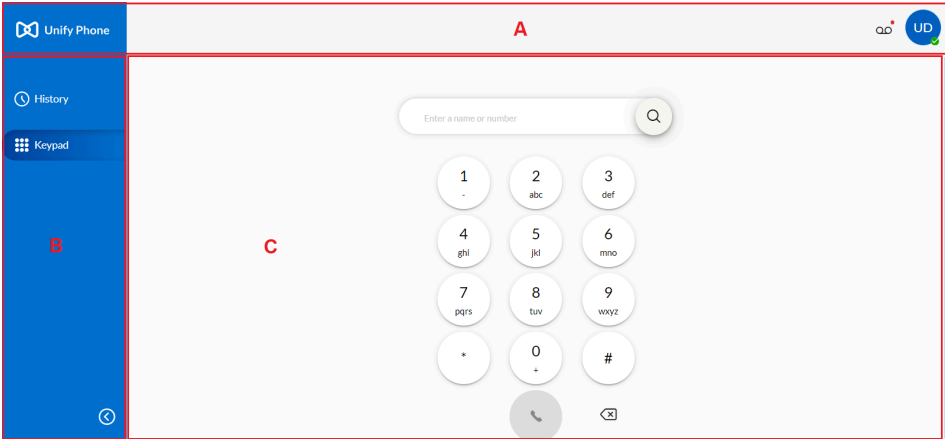 Unify Phone
A
UD
History
Keypad
B
C
Enter a name or number
1
-
2
abc
3
def
4
ghi
5
jkl
6
mno
7
pqrs
8
tuv
9
wxyz
*
0
+
#